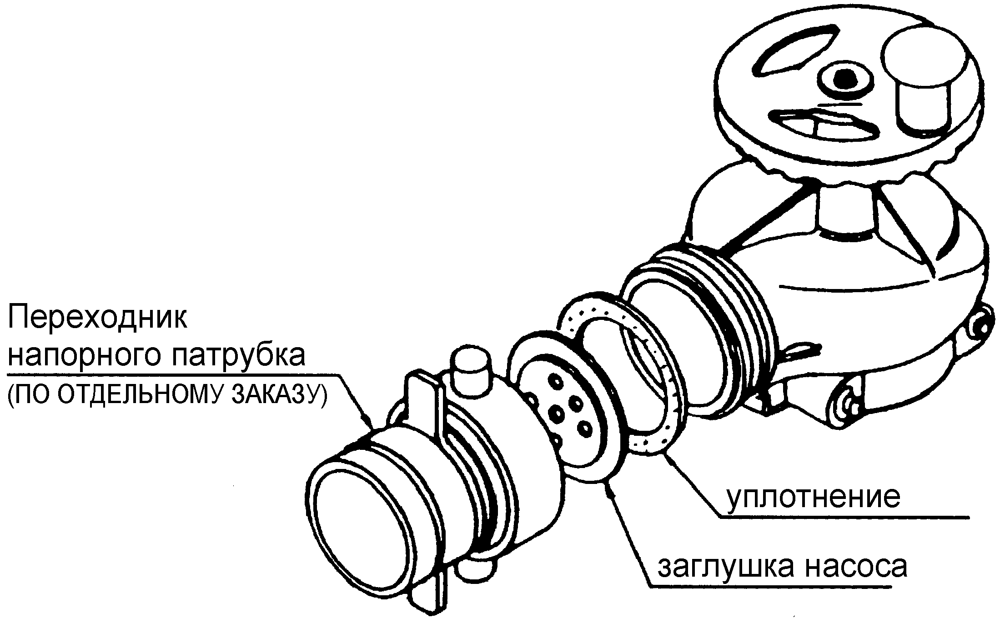 Переходник
напорного патрубка
(ПО ОТДЕЛЬНОМУ ЗАКАЗУ)
уплотнение
заглушка насоса